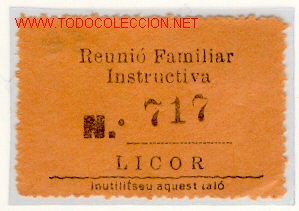 WWW.TODOCOLECCION.NET
Reunió Familiar
Instructiva
N.º 717
LICOR
Inutilitseu aquest taló